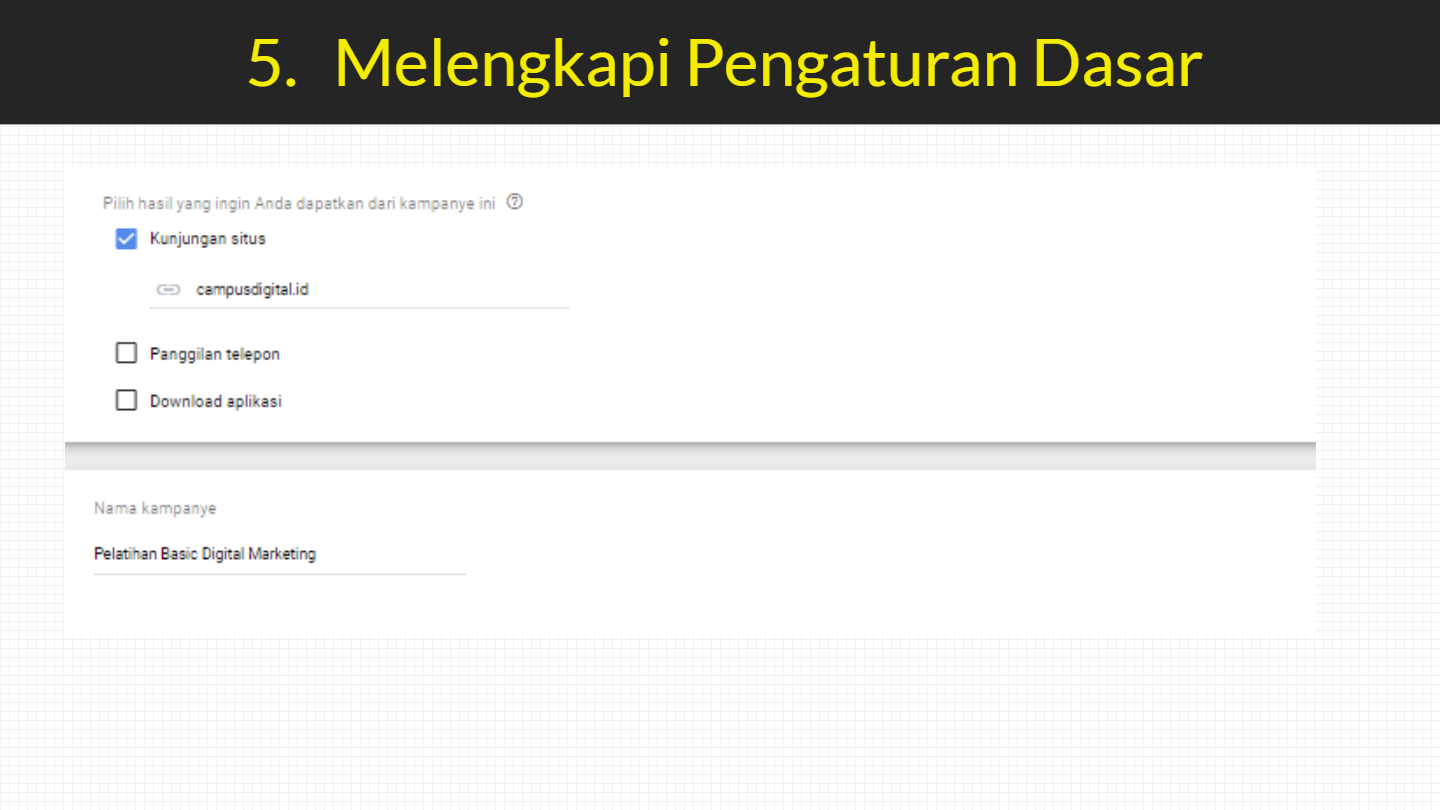 5. Melengkapi Pengaturan Dasar
Pilih hasil yang ingin Anda dapatkan dari kampanye ini
Kunjungan situs
campusdigital.id
Panggilan telepon
Download aplikasi
Nama kampanye
Pelatihan Basic Digital Marketing